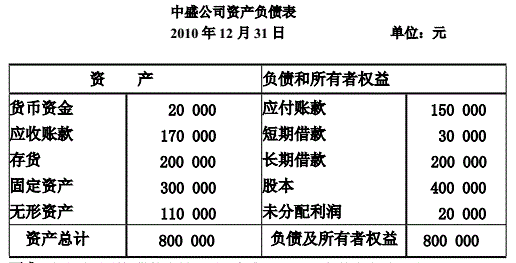 中盛公司资产负债表
2010 年 12 月 31 日 单位：元
资 产 负债和所有者权益
货币资金 20 000 应付账款 150 000
应收账款 170 000 短期借款 30 000
存货 200 000 长期借款 200 000
固定资产 300 000 股本 400 000
无形资产 110 000 未分配利润 20 000
资产总计 800 000 负债及所有者权益 800 000